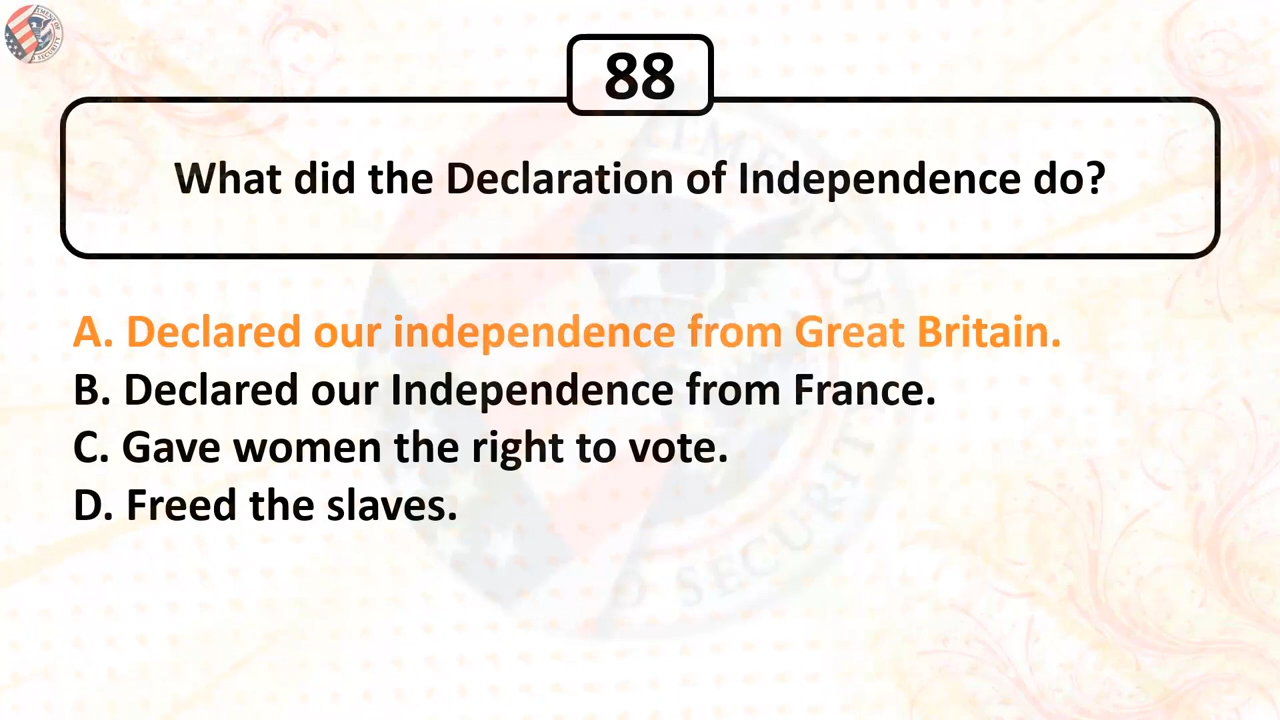 88
What did the Declaration of Independence do?
A. Declared our independence from Great Britain.
B. Declared our Independence from France.
C. Gave women the right to vote.
D. Freed the slaves.